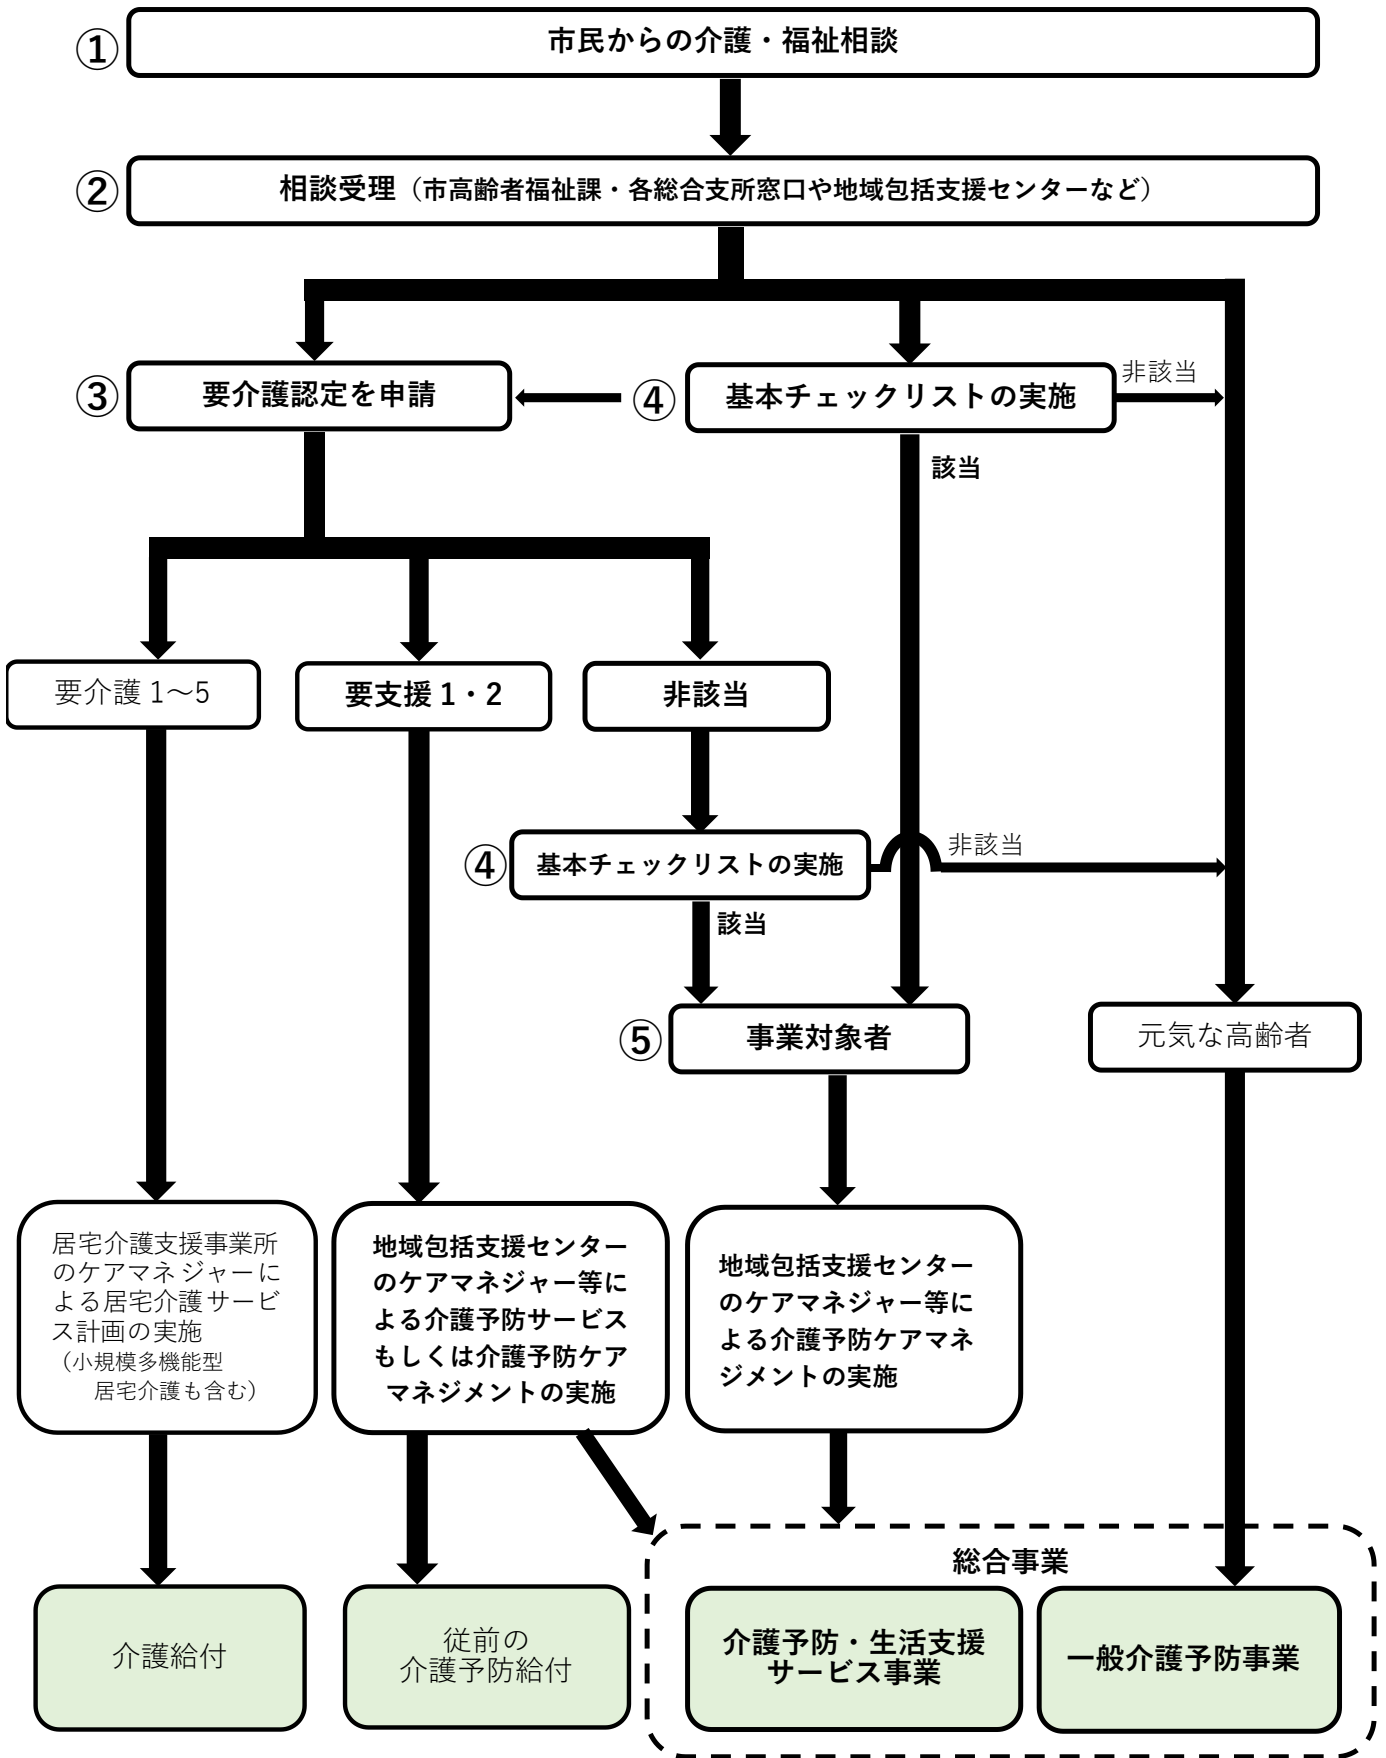 ① 市民からの介護・福祉相談
② 相談受理（市高齢者福祉課・各総合支所窓口や地域包括支援センターなど）
③ 要介護認定を申請
④ 基本チェックリストの実施
非該当
該当
要介護 1～5
要支援 1・2
非該当
④ 基本チェックリストの実施
非該当
該当
⑤ 事業対象者
元気な高齢者
居宅介護支援事業所
のケアマネジャーに
よる居宅介護サービ
ス計画の実施
（小規模多機能型
居宅介護も含む）
地域包括支援センター
のケアマネジャー等に
よる介護予防サービス
もしくは介護予防ケア
マネジメントの実施
地域包括支援センター
のケアマネジャー等に
よる介護予防ケアマネ
ジメントの実施
総合事業
介護給付
従前の
介護予防給付
介護予防・生活支援
サービス事業
一般介護予防事業